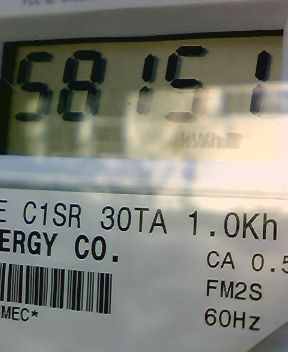 58151
kWh
E C1SR 30TA 1.0Kh
ERGY CO.
CA 0.5
FM2S
MEC*
60Hz